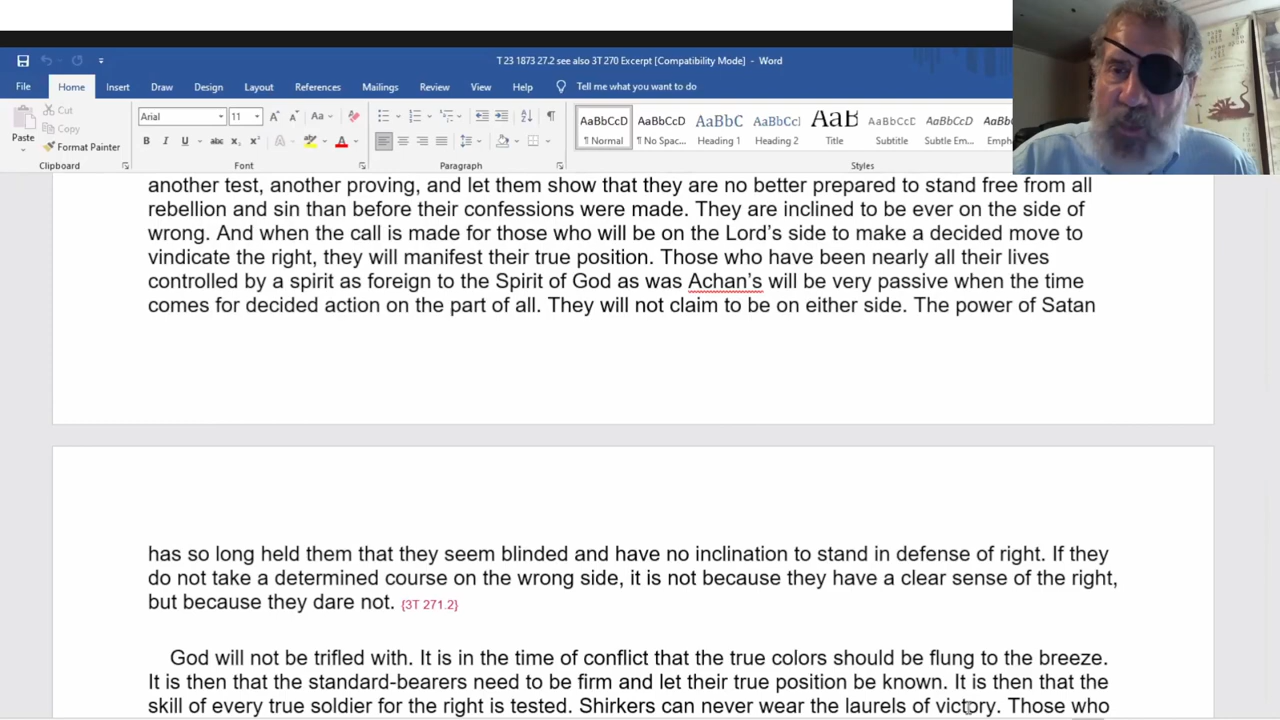 T 23 1873 27.2 see also 3T 270 Excerpt [Compatibility Mode] - Word
File Home Insert Draw Design Layout References Mailings Review View Help Tell me what you want to do
Cut
Copy
Paste
Format Painter
Arial 11
Clipboard Font Paragraph Styles
AaBbCcD AaBbCcD AaBbC AaBbCcD AaB AaBbCcD AaBbCcD
¶ Normal ¶ No Spac... Heading 1 Heading 2 Title Subtitle Subtle Em...
another test, another proving, and let them show that they are no better prepared to stand free from all
rebellion and sin than before their confessions were made. They are inclined to be ever on the side of
wrong. And when the call is made for those who will be on the Lord’s side to make a decided move to
vindicate the right, they will manifest their true position. Those who have been nearly all their lives
controlled by a spirit as foreign to the Spirit of God as was Achan’s will be very passive when the time
comes for decided action on the part of all. They will not claim to be on either side. The power of Satan
has so long held them that they seem blinded and have no inclination to stand in defense of right. If they
do not take a determined course on the wrong side, it is not because they have a clear sense of the right,
but because they dare not. {3T 271.2}
God will not be trifled with. It is in the time of conflict that the true colors should be flung to the breeze.
It is then that the standard-bearers need to be firm and let their true position be known. It is then that the
skill of every true soldier for the right is tested. Shirkers can never wear the laurels of victory. Those who